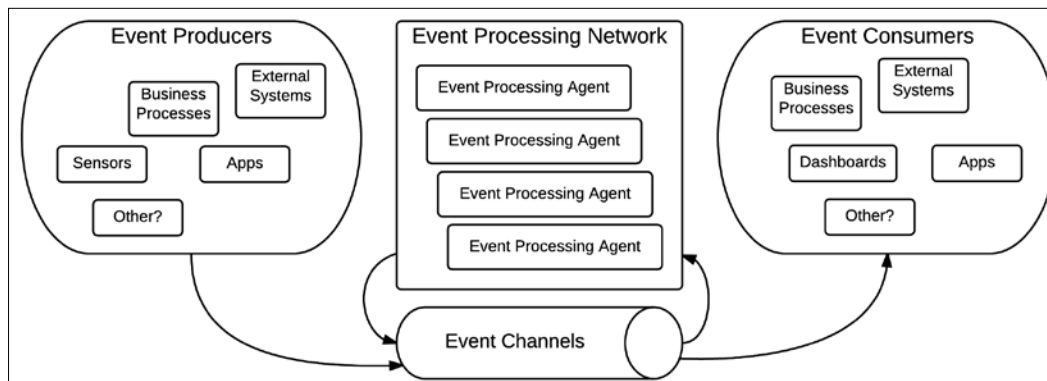 Event Producers
External
Systems
Business
Processes
Sensors
Apps
Other?
Event Processing Network
Event Processing Agent
Event Processing Agent
Event Processing Agent
Event Processing Agent
Event Consumers
External
Systems
Business
Processes
Dashboards
Apps
Other?
Event Channels